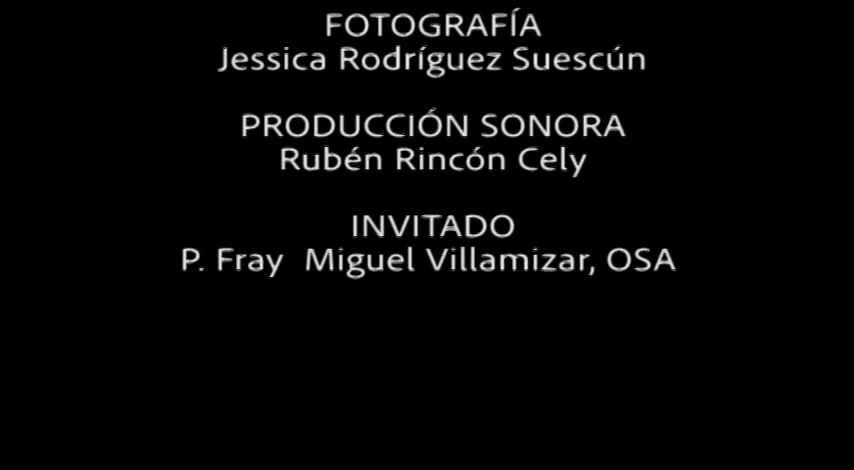 FOTOGRAFÍA
Jessica Rodríguez Suescún
PRODUCCIÓN SONORA
Rubén Rincón Cely
INVITADO
P. Fray Miguel Villamizar, OSA